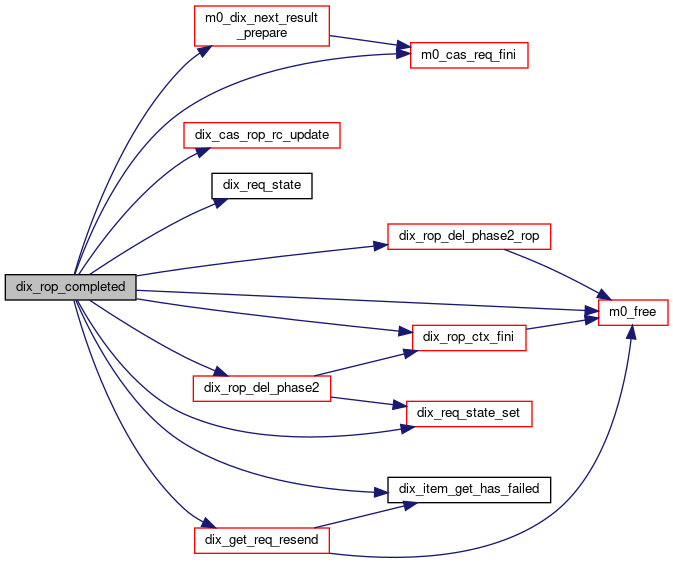 m0_dix_next_result
_prepare
m0_cas_req_fini
dix_cas_rop_rc_update
dix_req_state
dix_rop_del_phase2_rop
dix_rop_completed
m0_free
dix_rop_ctx_fini
dix_rop_del_phase2
dix_req_state_set
dix_item_get_has_failed
dix_get_req_resend